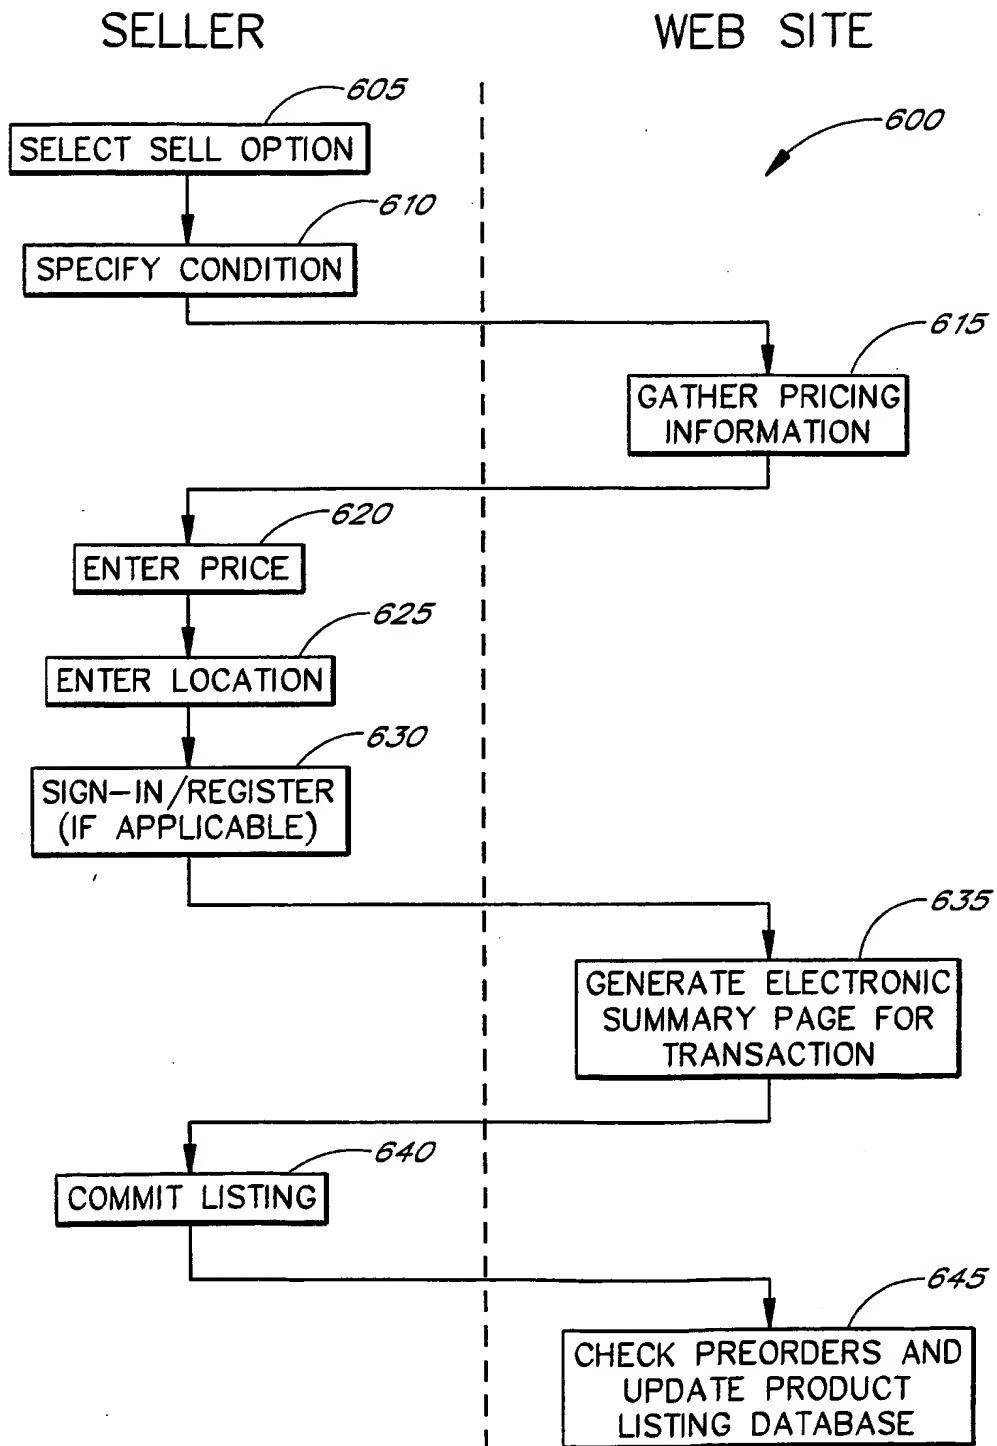 SELLER
WEB SITE
605
600
SELECT SELL OPTION
610
SPECIFY CONDITION
615
GATHER PRICING
INFORMATION
620
ENTER PRICE
625
ENTER LOCATION
630
SIGN-IN/REGISTER
(IF APPLICABLE)
635
GENERATE ELECTRONIC
SUMMARY PAGE FOR
TRANSACTION
640
COMMIT LISTING
645
CHECK PREORDERS AND
UPDATE PRODUCT
LISTING DATABASE